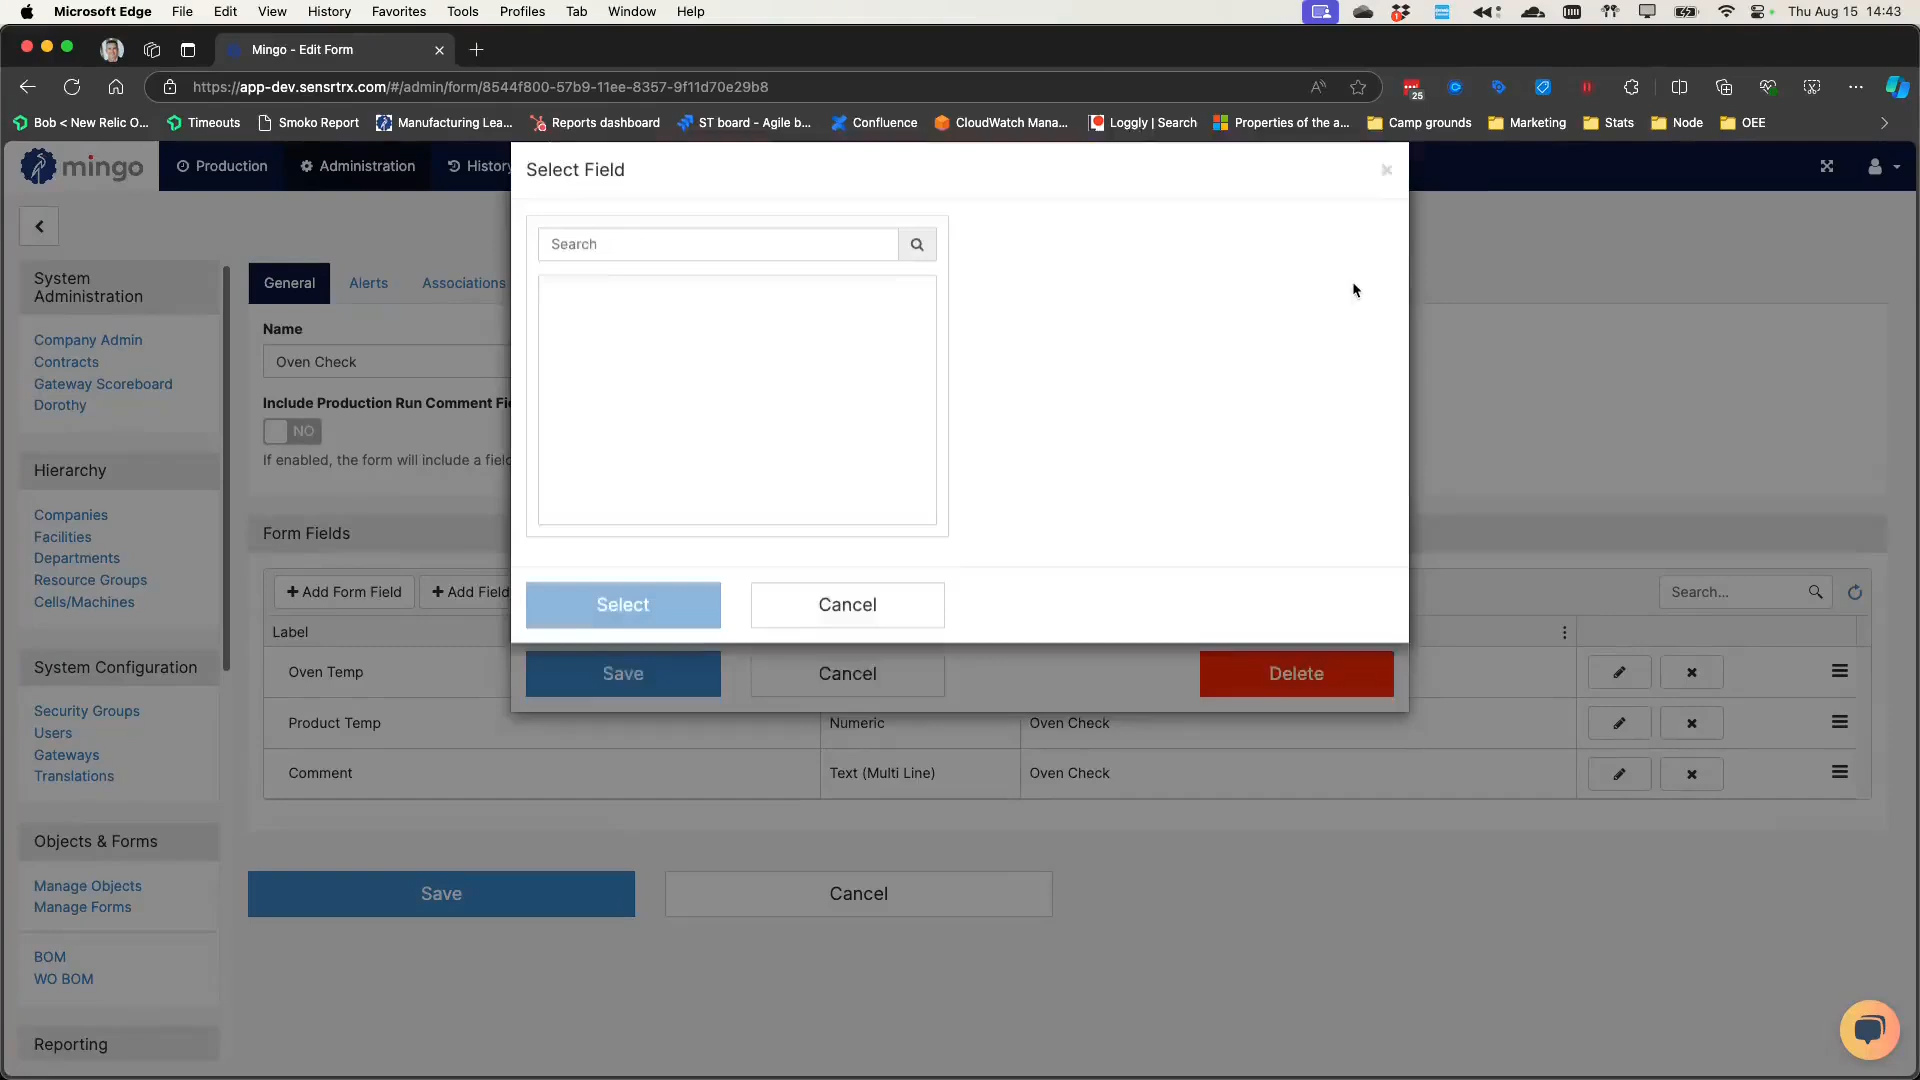 Microsoft Edge File Edit View History Favorites Tools Profiles Tab Window Help
1
Thu Aug 15 14:43
Mingo - Edit Form
https://app-dev.sensrtrx.com/#/admin/form/8544f800-57b9-11ee-8357-9f11d70e29b8
25
Bob < New Relic O... Timeouts Smoko Report Manufacturing Lea... Reports dashboard ST board - Agile b... Confluence CloudWatch Mana... Loggly | Search Properties of the a... Camp grounds Marketing Stats Node OEE
mingo Production Administration History
Select Field
Search
Select
Cancel
System
Administration
Company Admin
Contracts
Gateway Scoreboard
Dorothy
Hierarchy
Companies
Facilities
Departments
Resource Groups
Cells/Machines
System Configuration
Security Groups
Users
Gateways
Translations
Objects & Forms
Manage Objects
Manage Forms
BOM
WO BOM
Reporting
General Alerts Associations
Name
Oven Check
Include Production Run Comment Fi
NO
If enabled, the form will include a field
Form Fields
+ Add Form Field + Add Field
Search...
Label
Save Cancel Delete
Oven Temp
Product Temp Numeric Oven Check
Comment Text (Multi Line) Oven Check
Save Cancel